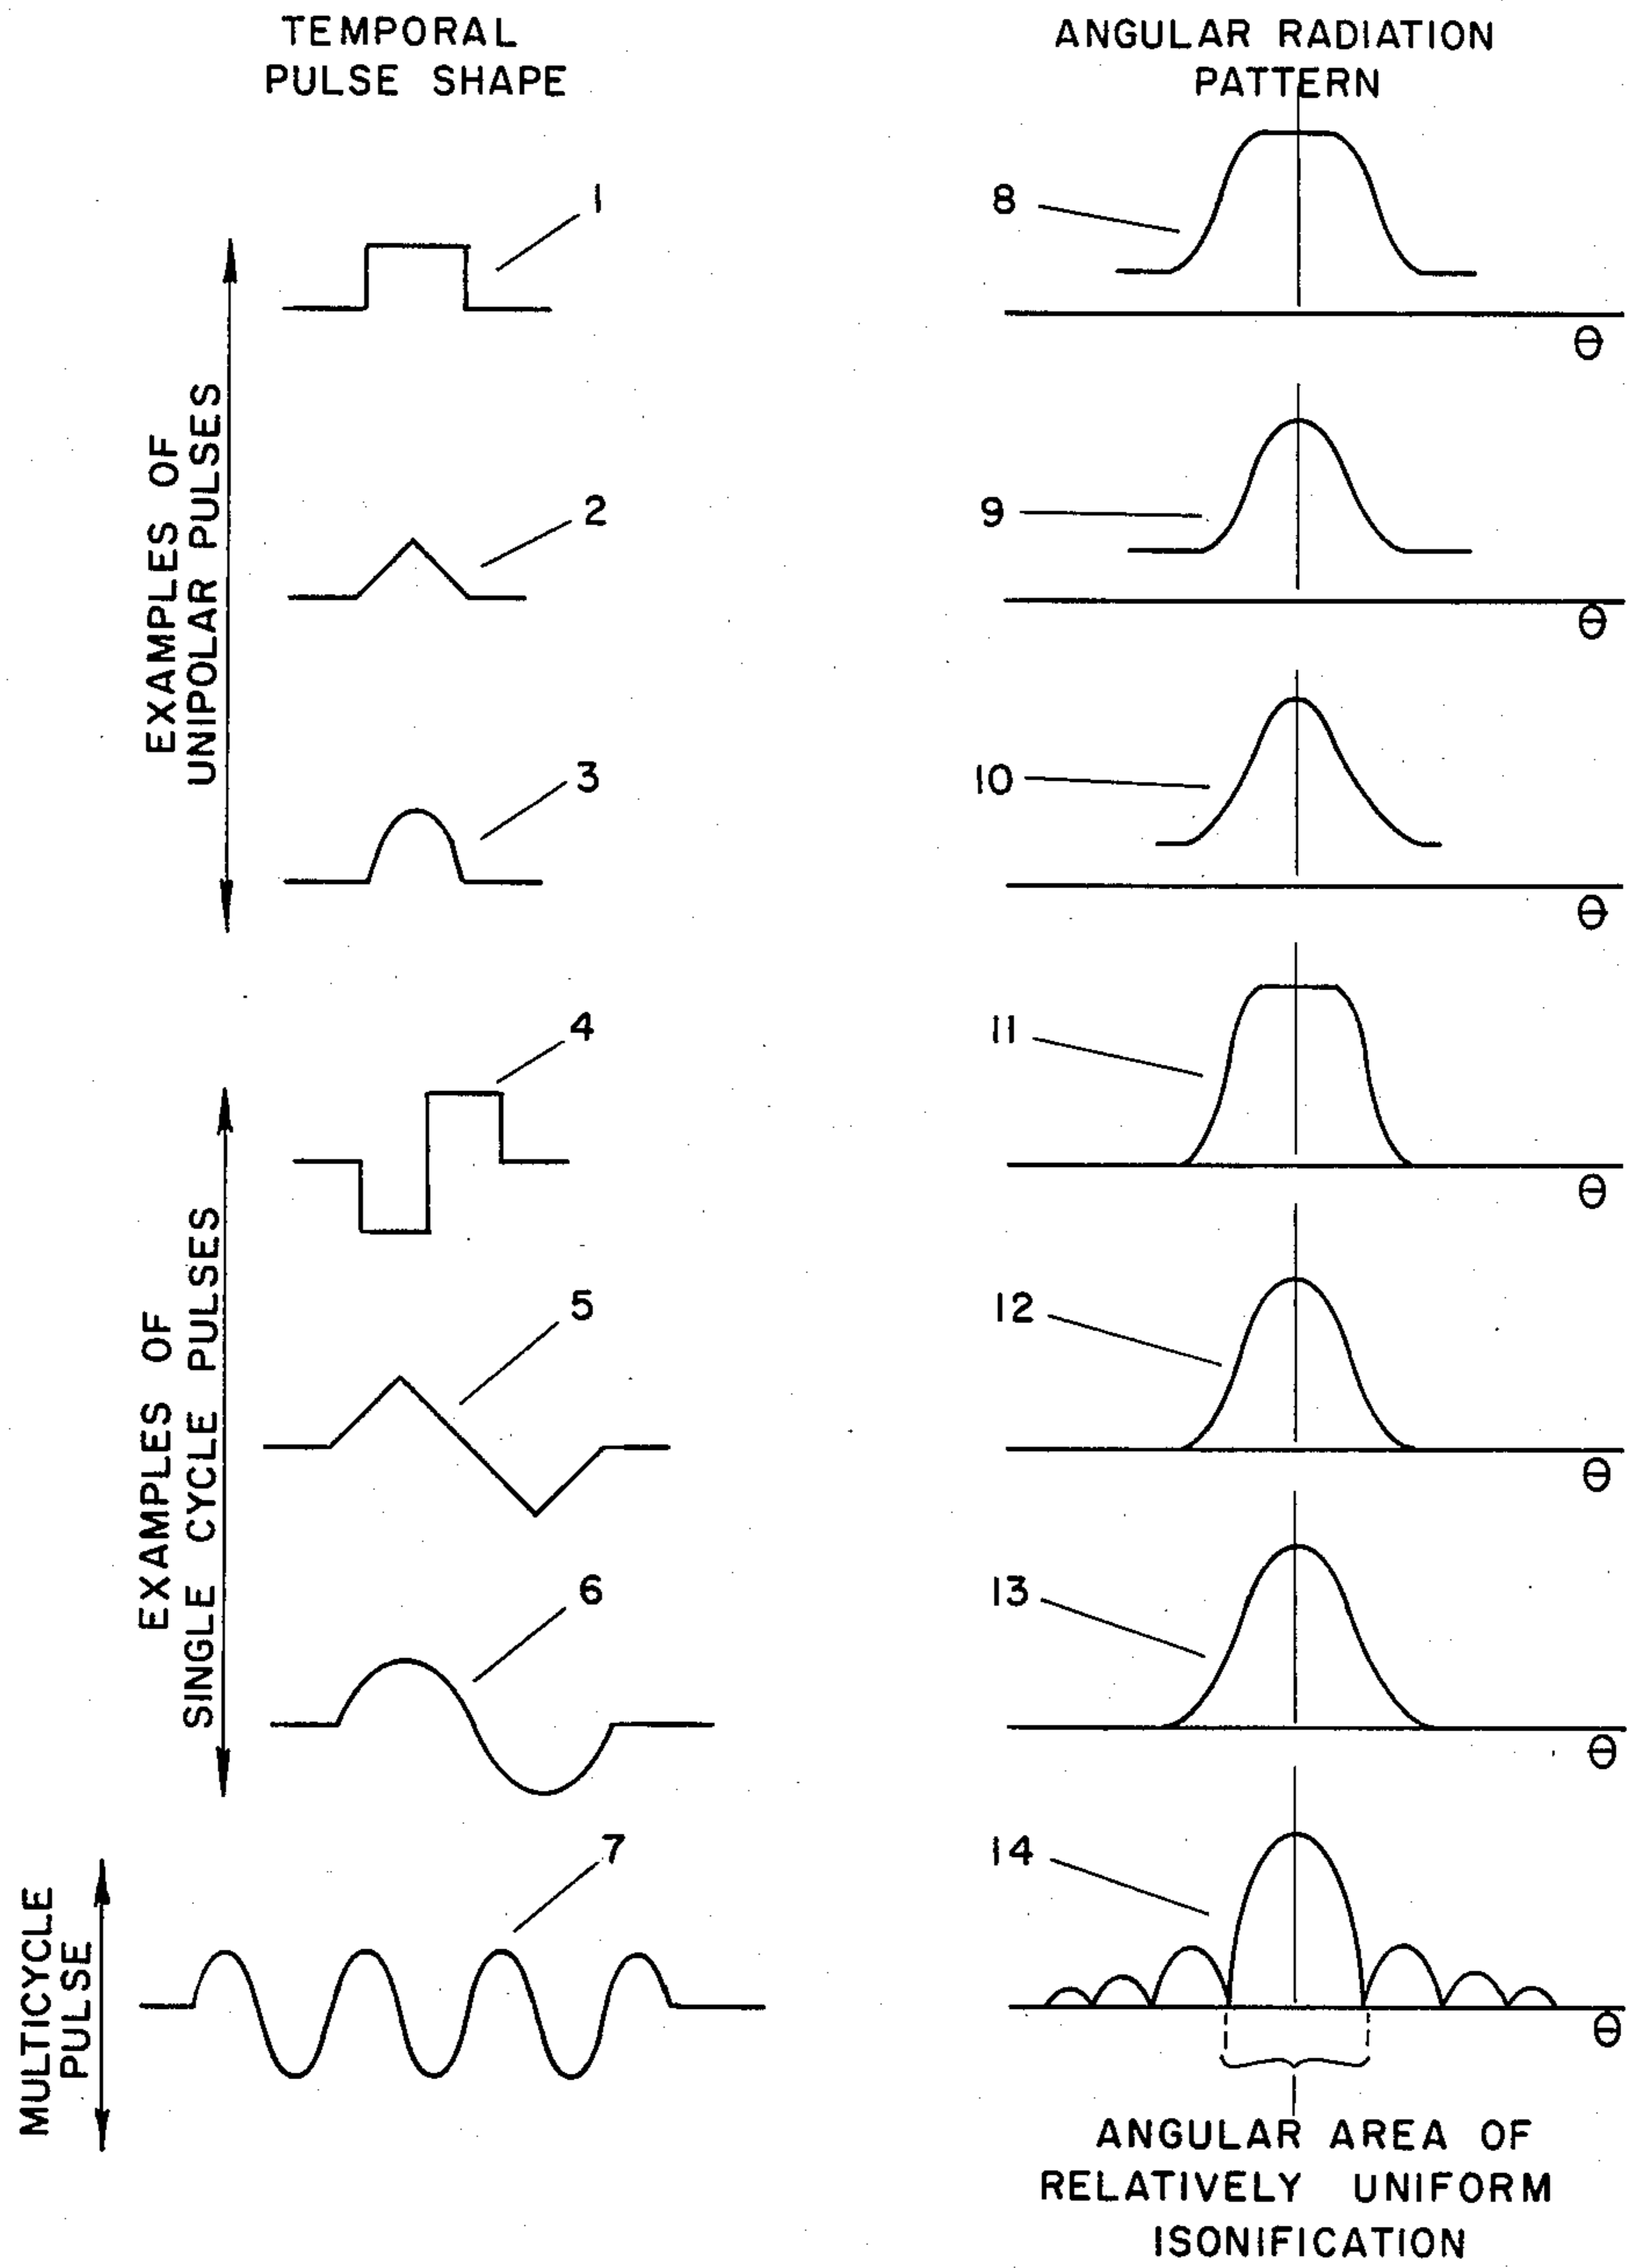 TEMPORAL
PULSE SHAPE
ANGULAR RADIATION
PATTERN
EXAMPLES OF
UNIPOLAR PULSES
1
8
θ
2
9
θ
3
10
θ
EXAMPLES OF
SINGLE CYCLE PULSES
4
11
θ
5
12
θ
6
13
θ
MULTICYCLE
PULSE
7
14
θ
ANGULAR AREA OF
RELATIVELY UNIFORM
ISONIFICATION